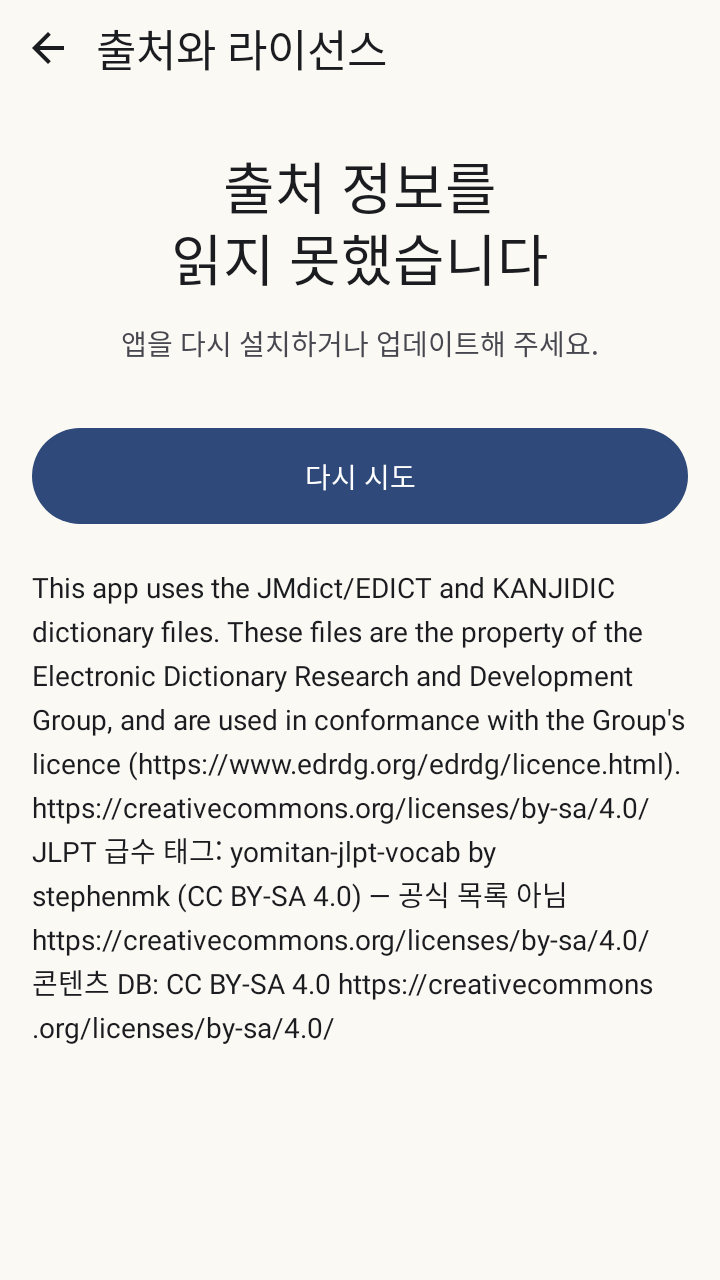 출처와 라이선스
출처 정보를
읽지 못했습니다
앱을 다시 설치하거나 업데이트해 주세요.
다시 시도
This app uses the JMdict/EDICT and KANJIDIC
dictionary files. These files are the property of the
Electronic Dictionary Research and Development
Group, and are used in conformance with the Group's
licence (https://www.edrdg.org/edrdg/licence.html).
https://creativecommons.org/licenses/by-sa/4.0/
JLPT 급수 태그: yomitan-jlpt-vocab by
stephenmk (CC BY-SA 4.0) — 공식 목록 아님
https://creativecommons.org/licenses/by-sa/4.0/
콘텐츠 DB: CC BY-SA 4.0 https://creativecommons
.org/licenses/by-sa/4.0/